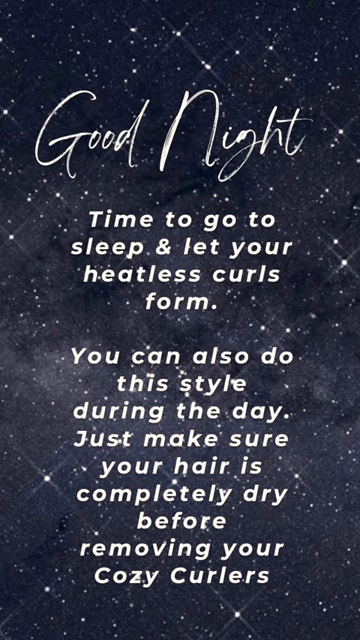 Good Night
Time to go to
sleep & let your
heatless curls
form.
You can also do
this style
during the day.
Just make sure
your hair is
completely dry
before
removing your
Cozy Curlers